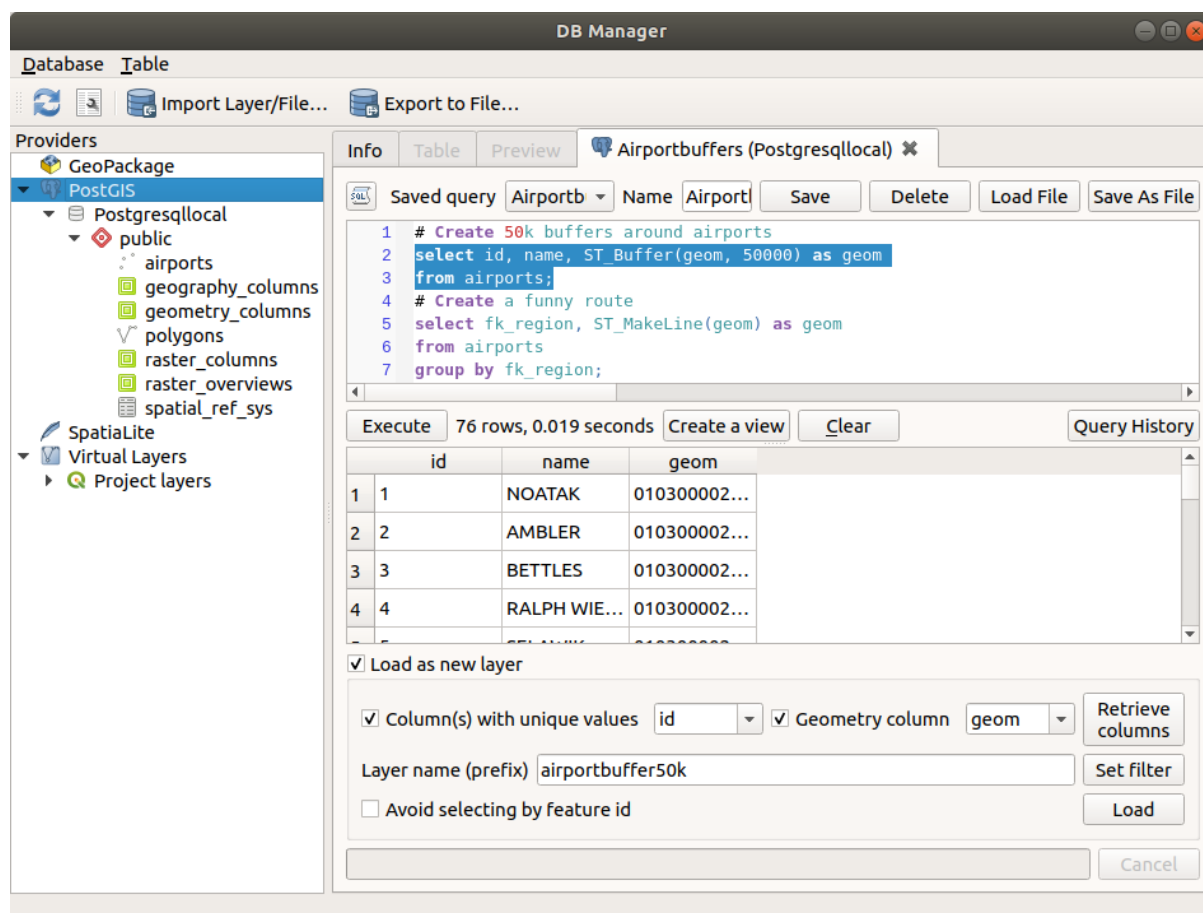 DB Manager
Database Table
Import Layer/File... Export to File...
Providers
GeoPackage
PostGIS
Postgresqllocal
public
airports
geography_columns
geometry_columns
polygons
raster_columns
raster_overviews
spatial_ref_sys
SpatiaLite
Virtual Layers
Project layers
Info Table Preview Airportbuffers (Postgresqllocal)
SQL Saved query Airportb Name Airportl Save Delete Load File Save As File
1 # Create 50k buffers around airports
2 select id, name, ST_Buffer(geom, 50000) as geom
3 from airports;
4 # Create a funny route
5 select fk_region, ST_MakeLine(geom) as geom
6 from airports
7 group by fk_region;
Execute 76 rows, 0.019 seconds Create a view Clear Query History
id name geom
1 1 NOATAK 010300002...
2 2 AMBLER 010300002...
3 3 BETTLES 010300002...
4 4 RALPH WIE... 010300002...
Load as new layer
Column(s) with unique values id Geometry column geom Retrieve columns
Layer name (prefix) airportbuffer50k Set filter
Avoid selecting by feature id Load
Cancel